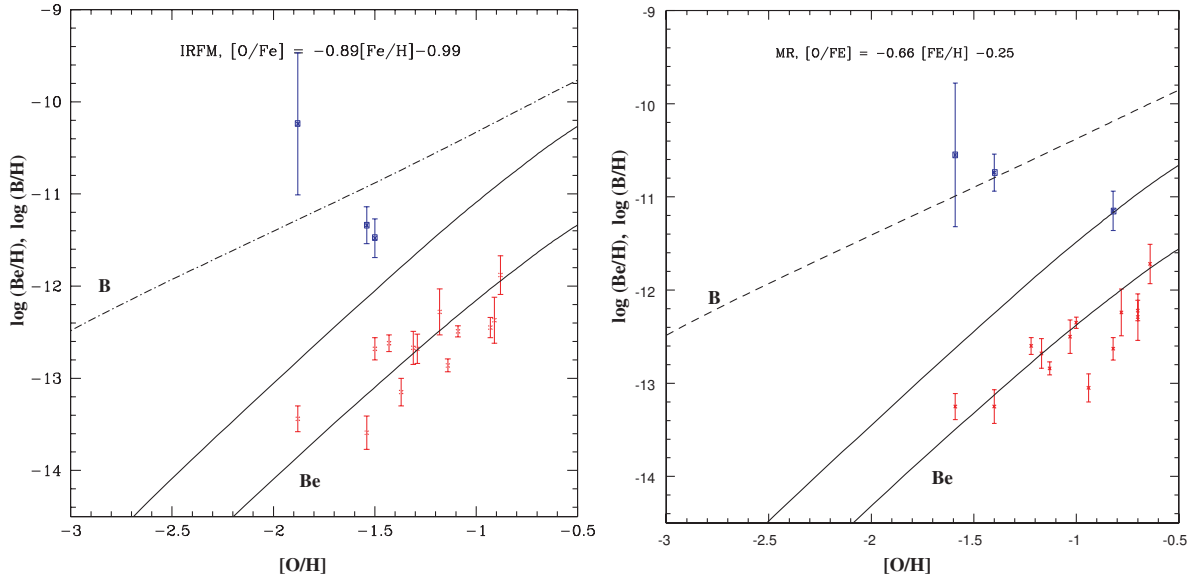 IRFM, [O/Fe] = −0.89[Fe/H]−0.99
log (Be/H), log (B/H)
−9
−10
−11
−12
−13
−14
B
Be
−3
−2.5
−2
−1.5
−1
−0.5
[O/H]
MR, [O/FE] = −0.66 [FE/H] −0.25
log (Be/H), log (B/H)
-9
-10
-11
-12
-13
-14
B
Be
-3
-2.5
-2
-1.5
-1
-0.5
[O/H]